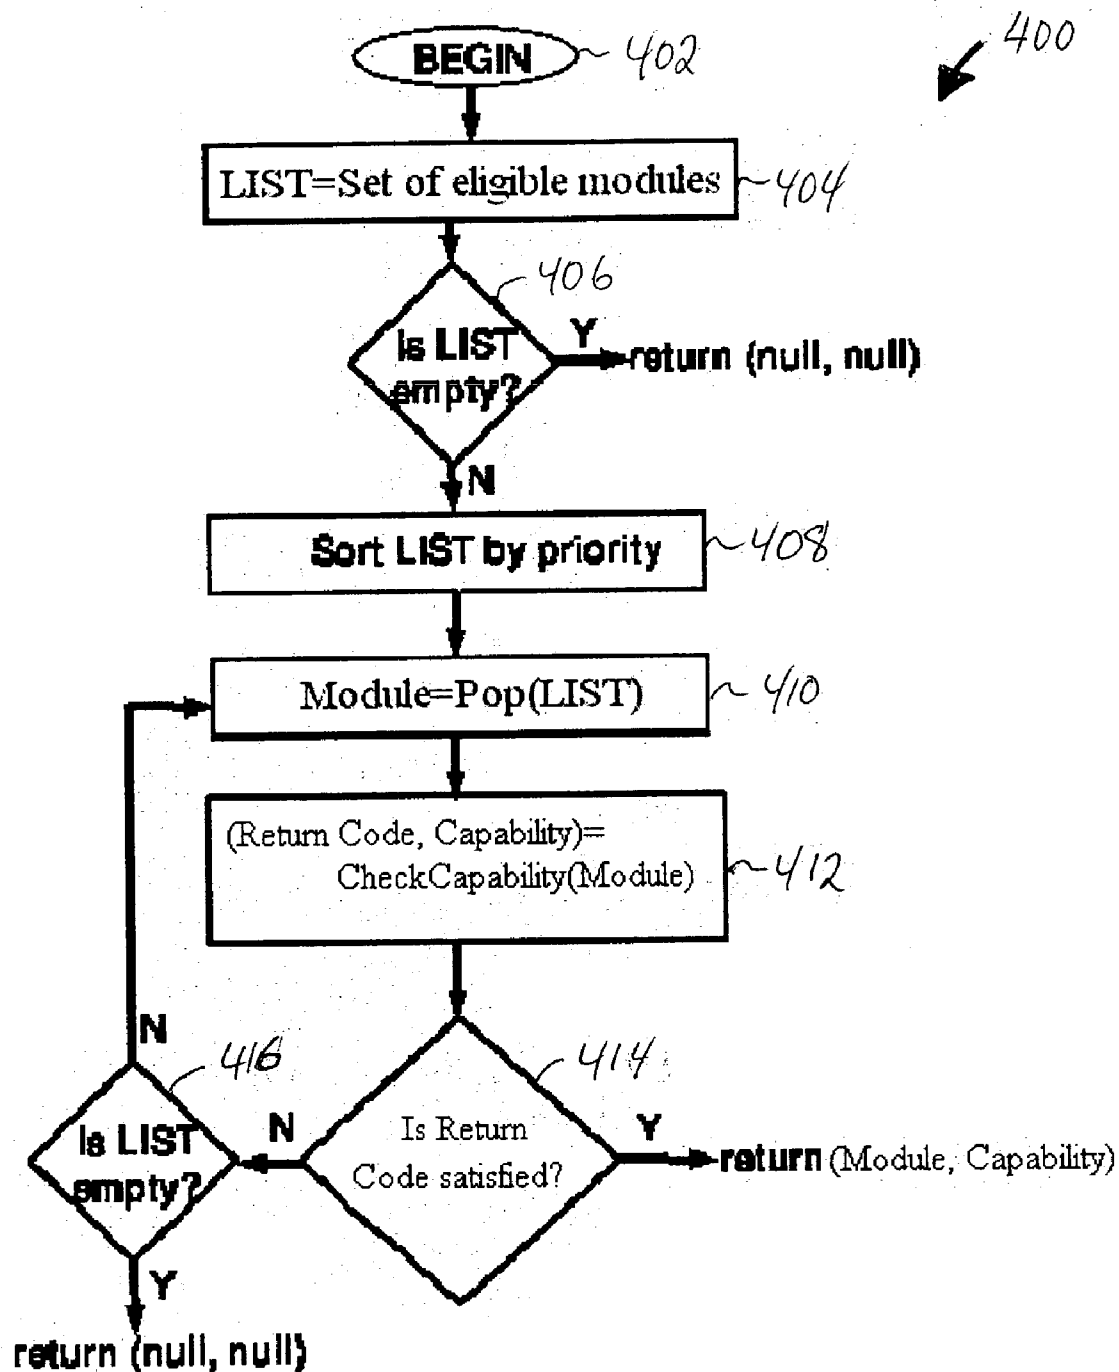 BEGIN 402
400
LIST=Set of eligible modules 404
406
Is LIST
empty?
Y
return (null, null)
N
Sort LIST by priority 408
Module=Pop(LIST) 410
(Return Code, Capability)=
CheckCapability(Module) 412
N
416
414
Is LIST
empty?
N
Is Return
Code satisfied?
Y
return (Module, Capability)
Y
return (null, null)